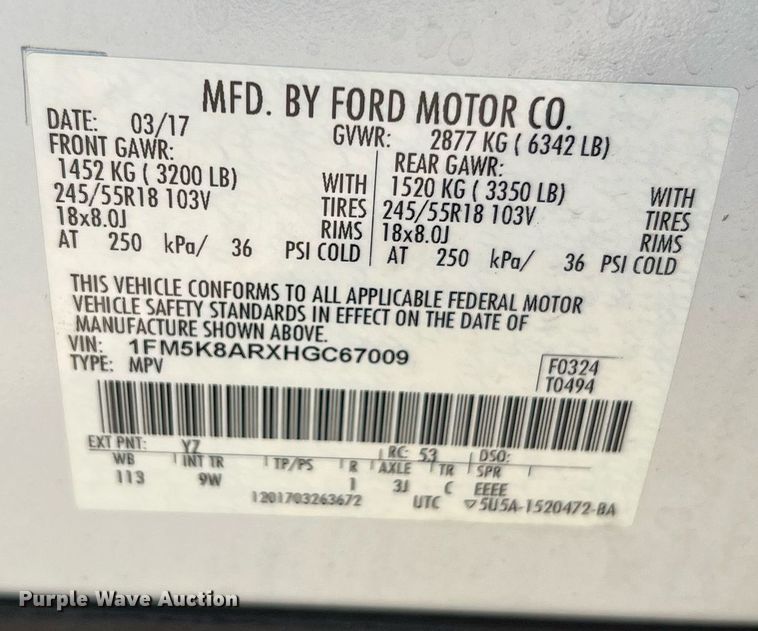 MFD. BY FORD MOTOR CO.
DATE: 03/17 GVWR: 2877 KG ( 6342 LB)
FRONT GAWR: REAR GAWR:
1452 KG ( 3200 LB) WITH 1520 KG ( 3350 LB) WITH
245/55R18 103V TIRES 245/55R18 103V TIRES
18x8.0J RIMS 18x8.0J RIMS
AT 250 kPa/ 36 PSI COLD AT 250 kPa/ 36 PSI COLD
THIS VEHICLE CONFORMS TO ALL APPLICABLE FEDERAL MOTOR
VEHICLE SAFETY STANDARDS IN EFFECT ON THE DATE OF
MANUFACTURE SHOWN ABOVE.
VIN: 1FM5K8ARXHGC67009
TYPE: MPV
F0324
T0494
EXT PNT: YZ RC: 53 DSO:
WB INT TR TP/PS R AXLE TR SPR
113 9W 1 3J C EEEE
1201703263672 UTC ▽5U5A-1520472-BA
Purple Wave Auction